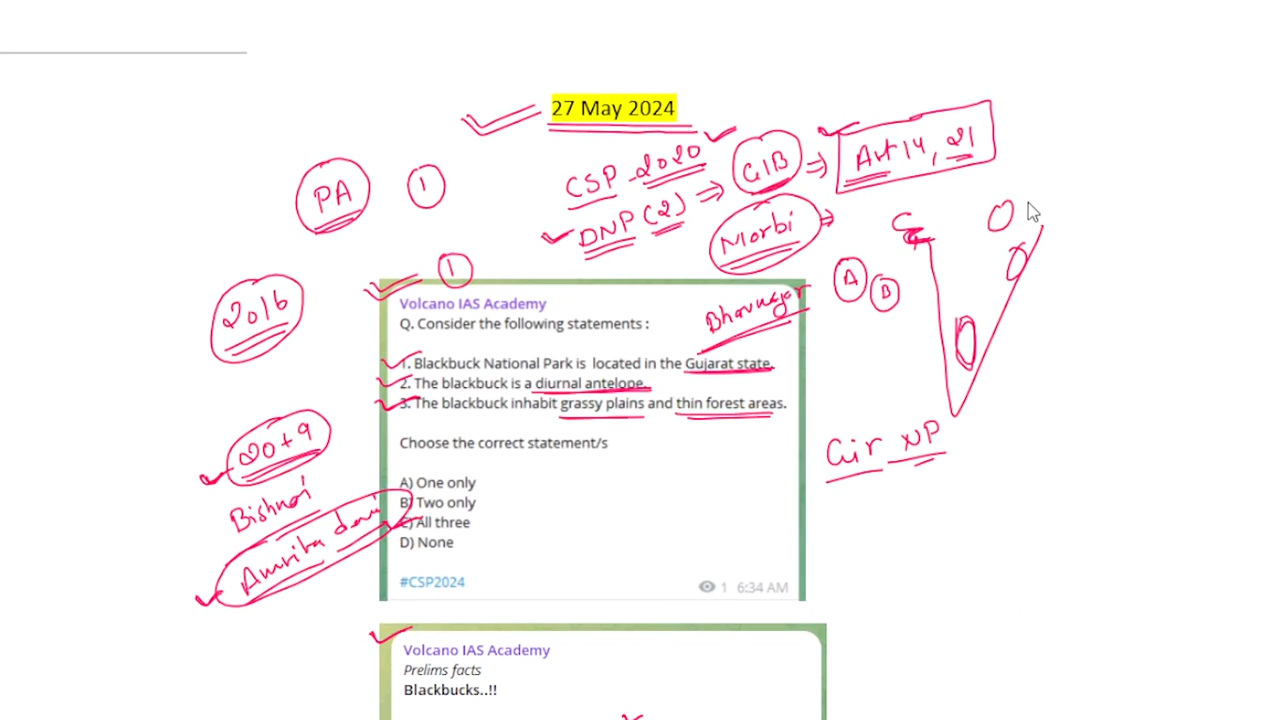 27 May 2024
PA
1
CSP - 2020
DNP (2) ⇒ GIB ⇒ Art 14, 21
Morbi ⇒
1
2016
A B
Volcano IAS Academy
Bhavnagar
Q. Consider the following statements :
1. Blackbuck National Park is located in the Gujarat state.
2. The blackbuck is a diurnal antelope.
3. The blackbuck inhabit grassy plains and thin forest areas.
Gir NP
Choose the correct statement/s
A) One only
B) Two only
C) All three
D) None
Bishnoi
Amrita devi
#CSP2024
1 6:34 AM
Volcano IAS Academy
Prelims facts
Blackbucks..!!